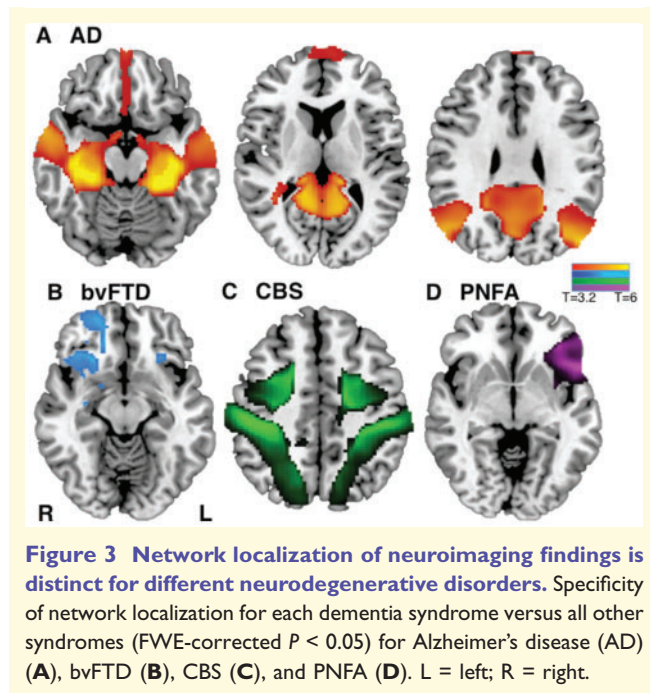 A AD
T=3.2 T=6
B bvFTD C CBS D PNFA
R L
Figure 3 Network localization of neuroimaging findings is
distinct for different neurodegenerative disorders. Specificity
of network localization for each dementia syndrome versus all other
syndromes (FWE-corrected P < 0.05) for Alzheimer's disease (AD)
(A), bvFTD (B), CBS (C), and PNFA (D). L = left; R = right.